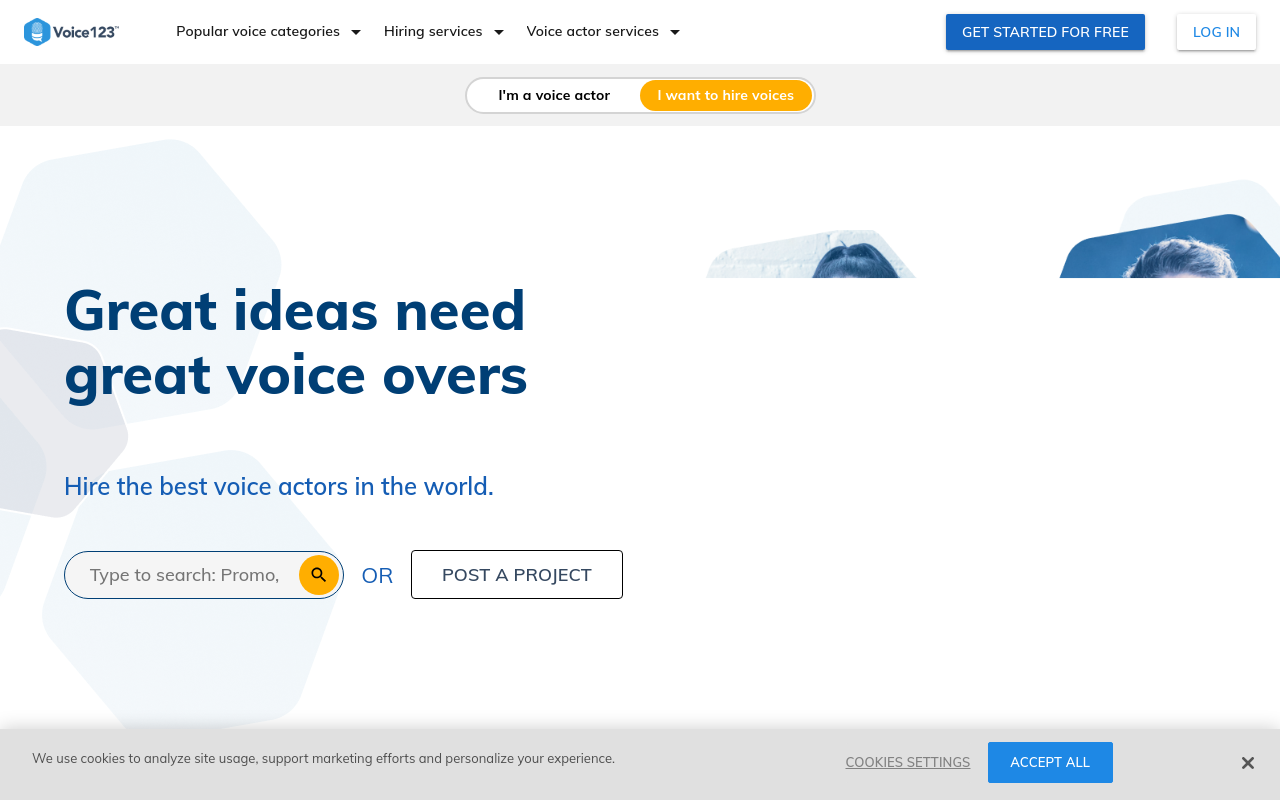 Voice123™
Popular voice categories
Hiring services
Voice actor services
GET STARTED FOR FREE
LOG IN
I'm a voice actor
I want to hire voices
Great ideas need
great voice overs
Hire the best voice actors in the world.
Type to search: Promo,
OR
POST A PROJECT
We use cookies to analyze site usage, support marketing efforts and personalize your experience.
COOKIES SETTINGS
ACCEPT ALL